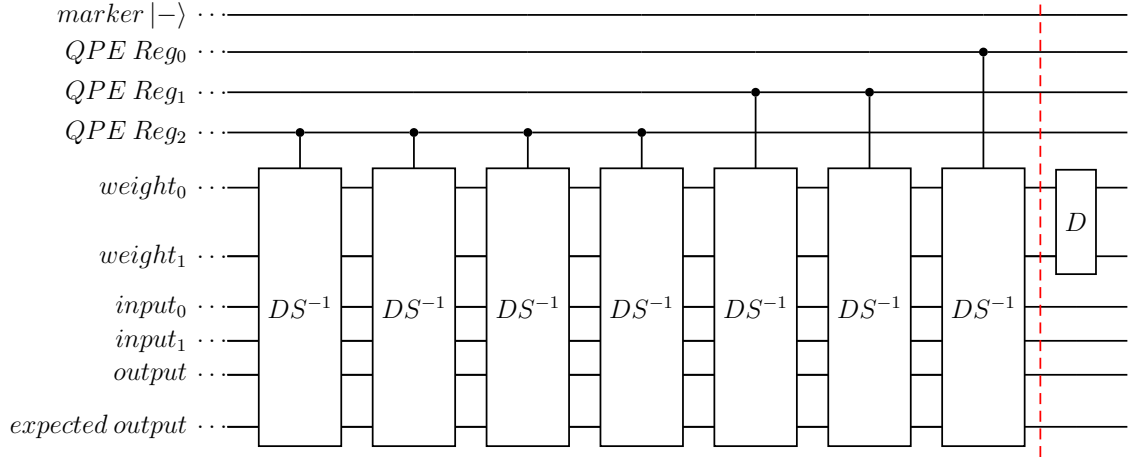 marker |−⟩ ···
QPE Reg₀ ···
QPE Reg₁ ···
QPE Reg₂ ···
weight₀ ···
D
weight₁ ···
input₀ ··· DS⁻¹ DS⁻¹ DS⁻¹ DS⁻¹ DS⁻¹ DS⁻¹ DS⁻¹
input₁ ···
output ···
expected output ···